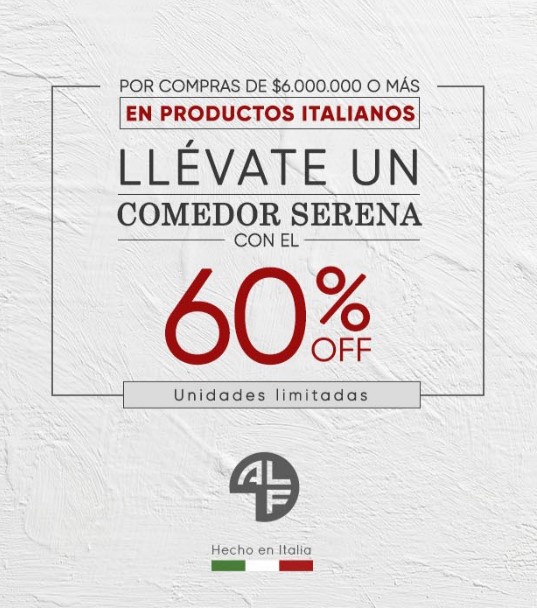 POR COMPRAS DE $6.000.000 O MÁS
EN PRODUCTOS ITALIANOS
LLÉVATE UN
COMEDOR SERENA
CON EL
60%
OFF
Unidades limitadas
ALF
Hecho en Italia